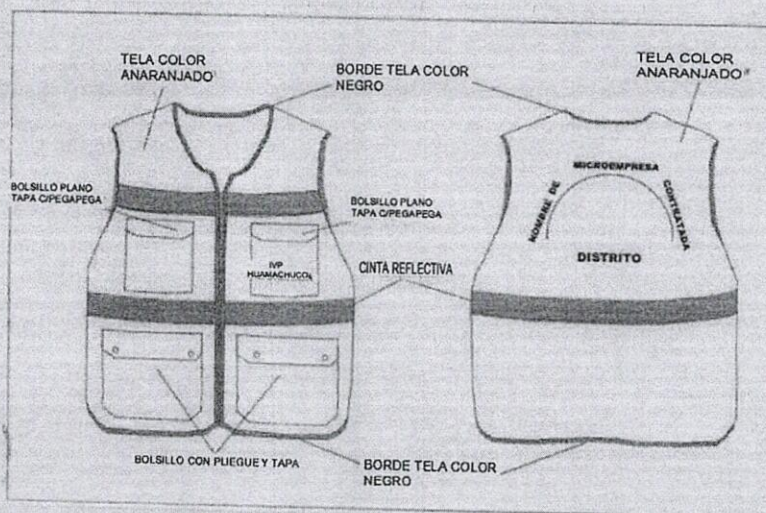 TELA COLOR
ANARANJADO
BORDE TELA COLOR
NEGRO
TELA COLOR
ANARANJADO
BOLSILLO PLANO
TAPA C/PEGAPEGA
BOLSILLO PLANO
TAPA C/PEGAPEGA
IVP
HUAMACHUCO
CINTA REFLECTIVA
NOMBRE DE MICROEMPRESA CONTRATADA
DISTRITO
BOLSILLO CON PLIEGUE Y TAPA
BORDE TELA COLOR
NEGRO